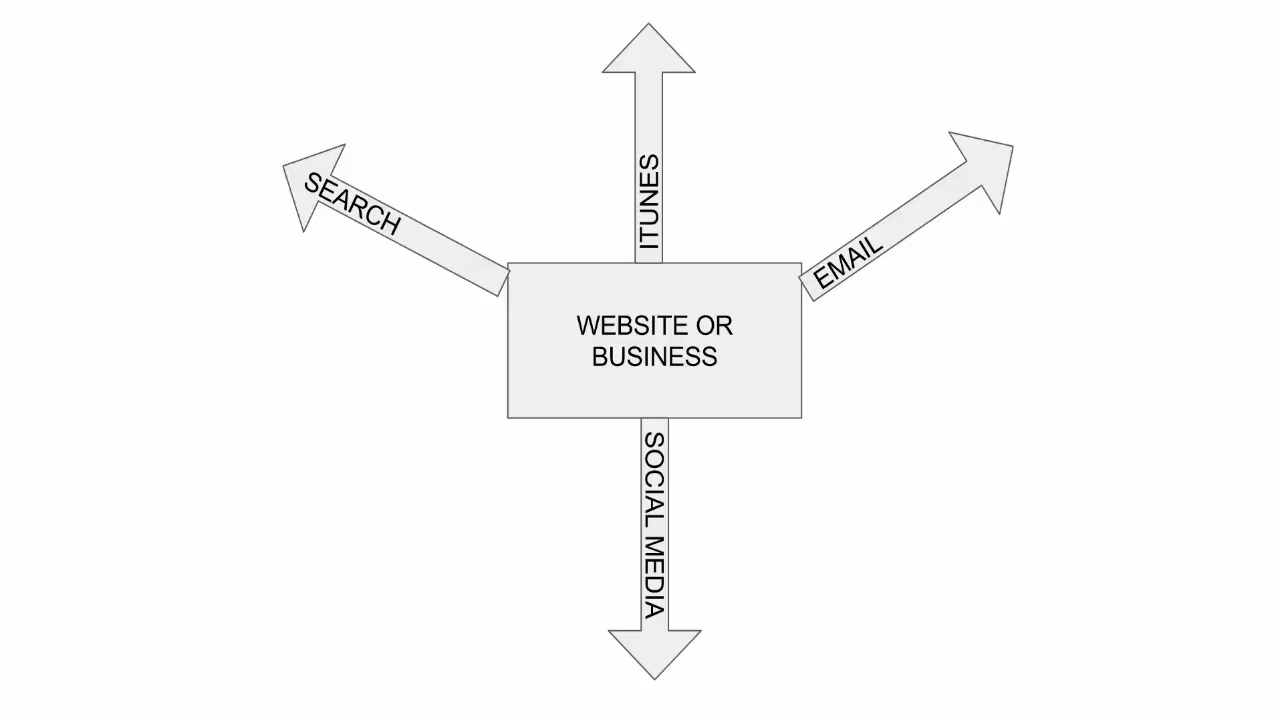 ITUNES
SEARCH
EMAIL
WEBSITE OR
BUSINESS
SOCIAL MEDIA